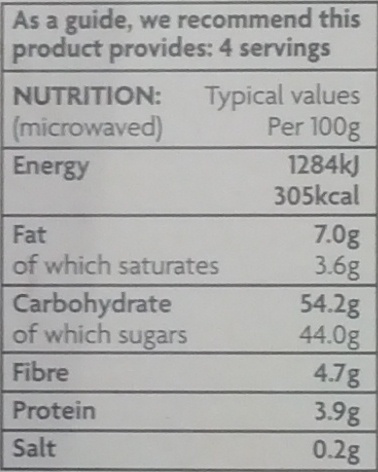 As a guide, we recommend this
product provides: 4 servings
NUTRITION: Typical values
(microwaved) Per 100g
Energy 1284kJ
305kcal
Fat 7.0g
of which saturates 3.6g
Carbohydrate 54.2g
of which sugars 44.0g
Fibre 4.7g
Protein 3.9g
Salt 0.2g